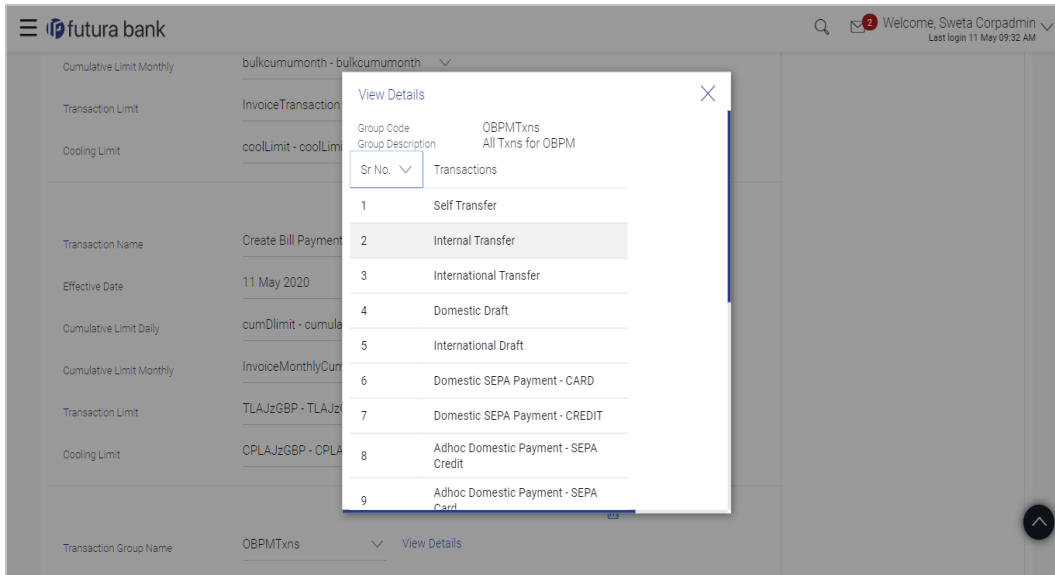 futura bank
2
Welcome, Sweta Corpadmin
Last login 11 May 09:32 AM
Cumulative Limit Monthly bulkcumumonth - bulkcumumonth
Transaction Limit InvoiceTransaction
Cooling Limit coolLimit - coolLimi
Transaction Name Create Bill Payment
Effective Date 11 May 2020
Cumulative Limit Daily cumDlimit - cumula
Cumulative Limit Monthly InvoiceMonthlyCum
Transaction Limit TLAJzGBP - TLAJz
Cooling Limit CPLAJzGBP - CPLA
View Details
Group Code OBPMTxns
Group Description All Txns for OBPM
Sr No. Transactions
1 Self Transfer
2 Internal Transfer
3 International Transfer
4 Domestic Draft
5 International Draft
6 Domestic SEPA Payment - CARD
7 Domestic SEPA Payment - CREDIT
8 Adhoc Domestic Payment - SEPA
Credit
9 Adhoc Domestic Payment - SEPA
Card
Transaction Group Name OBPMTxns View Details